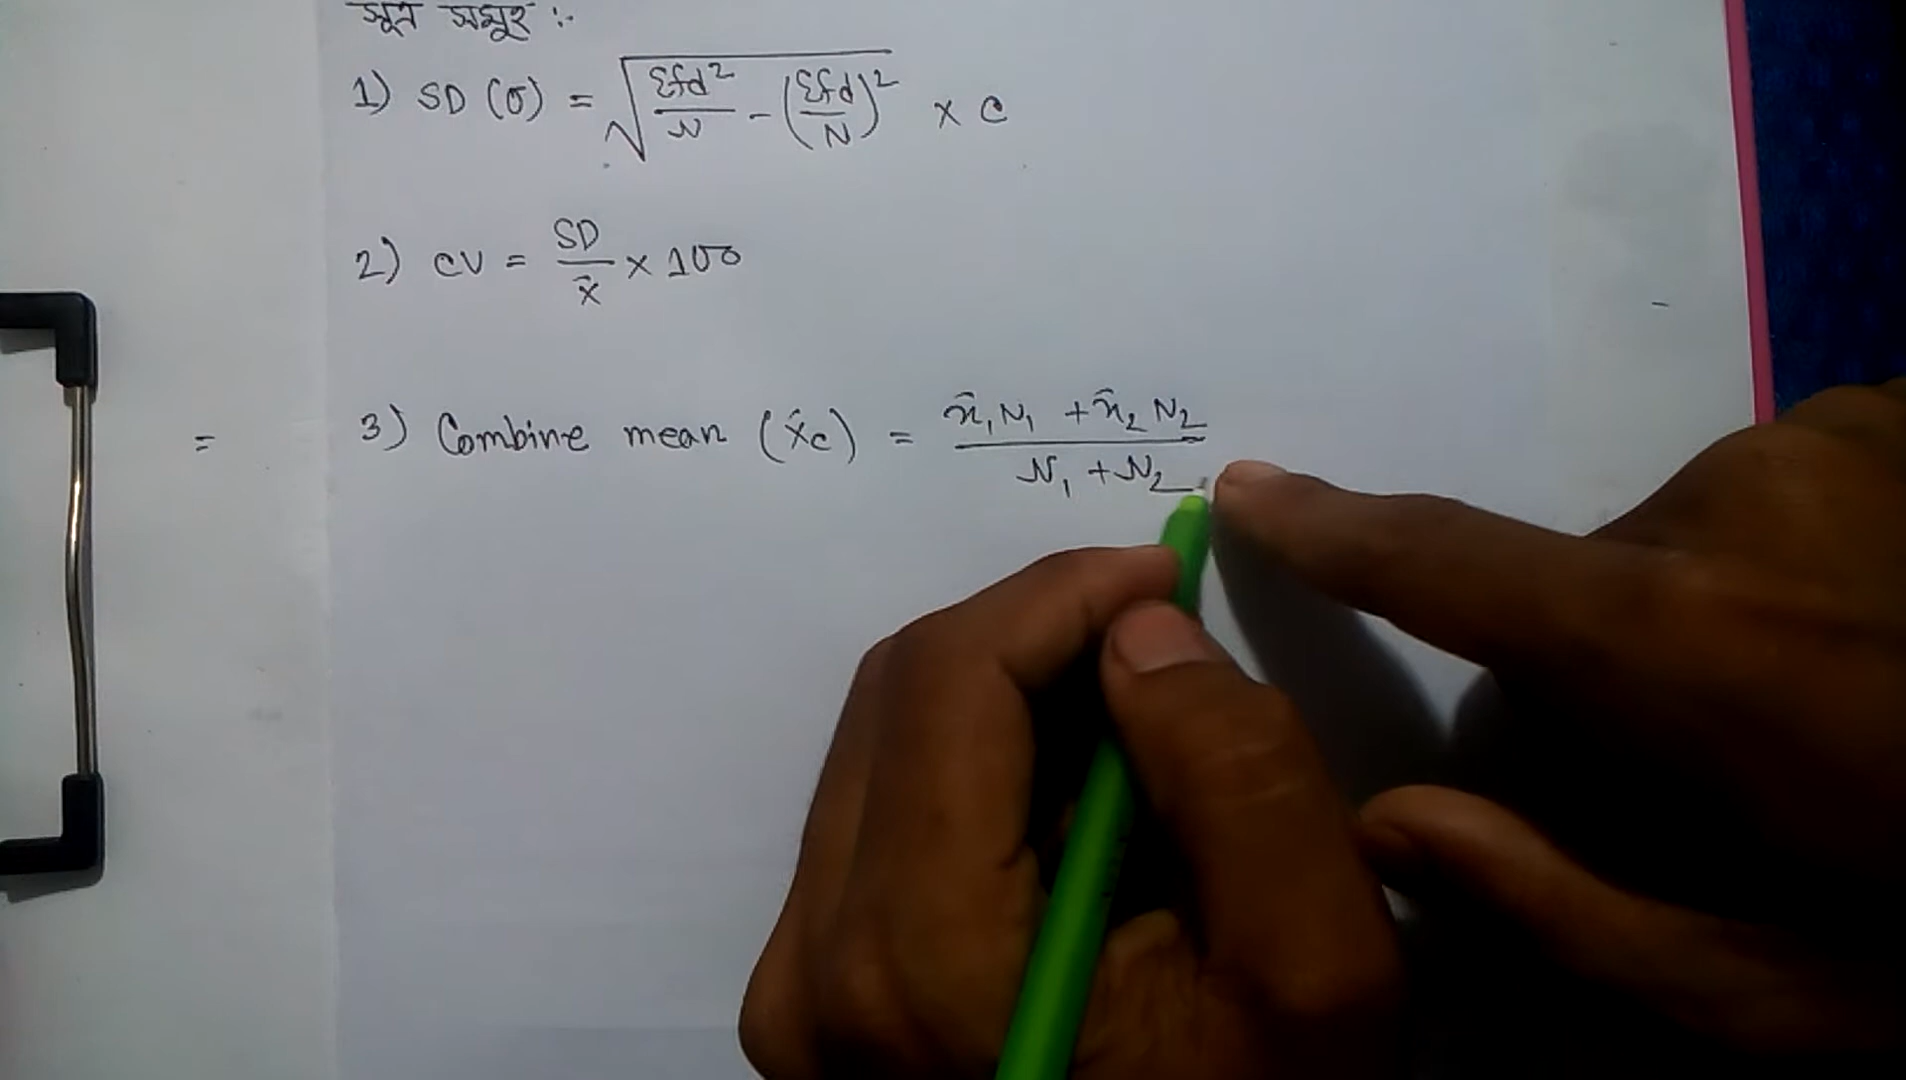 সূত্র সমূহ :-
1) SD (σ) = √(Σfd²/N - (Σfd/N)²) × C
2) CV = SD/x̄ × 100
3) Combine mean (x̄c) = (x̄₁N₁ + x̄₂N₂)/(N₁ + N₂)
=